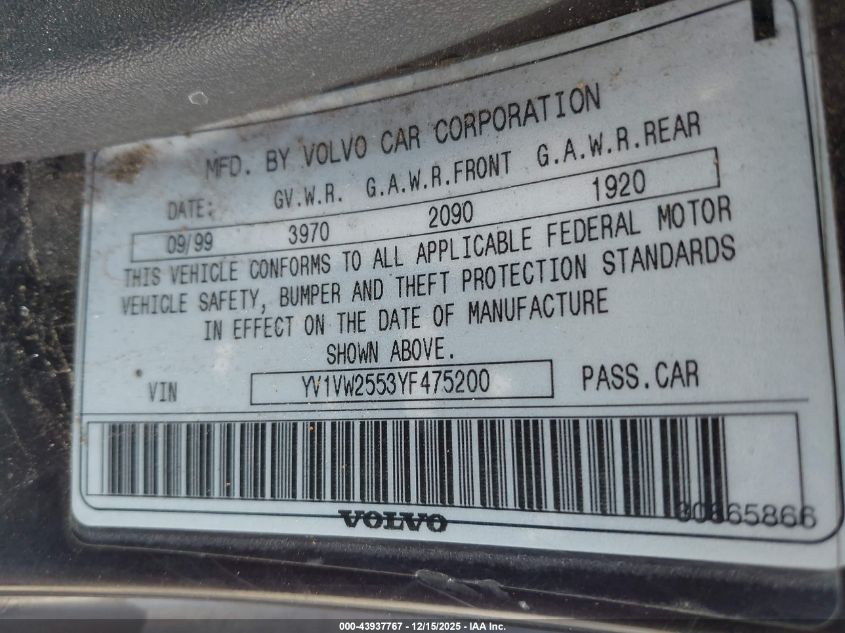 MFD. BY VOLVO CAR CORPORATION
DATE: GV.W.R. G.A.W.R.FRONT G.A.W.R.REAR
09/99 3970 2090 1920
THIS VEHICLE CONFORMS TO ALL APPLICABLE FEDERAL MOTOR
VEHICLE SAFETY, BUMPER AND THEFT PROTECTION STANDARDS
IN EFFECT ON THE DATE OF MANUFACTURE
SHOWN ABOVE.
VIN YV1VW2553YF475200 PASS.CAR
VOLVO
000-43937767 - 12/15/2025 - IAA Inc.